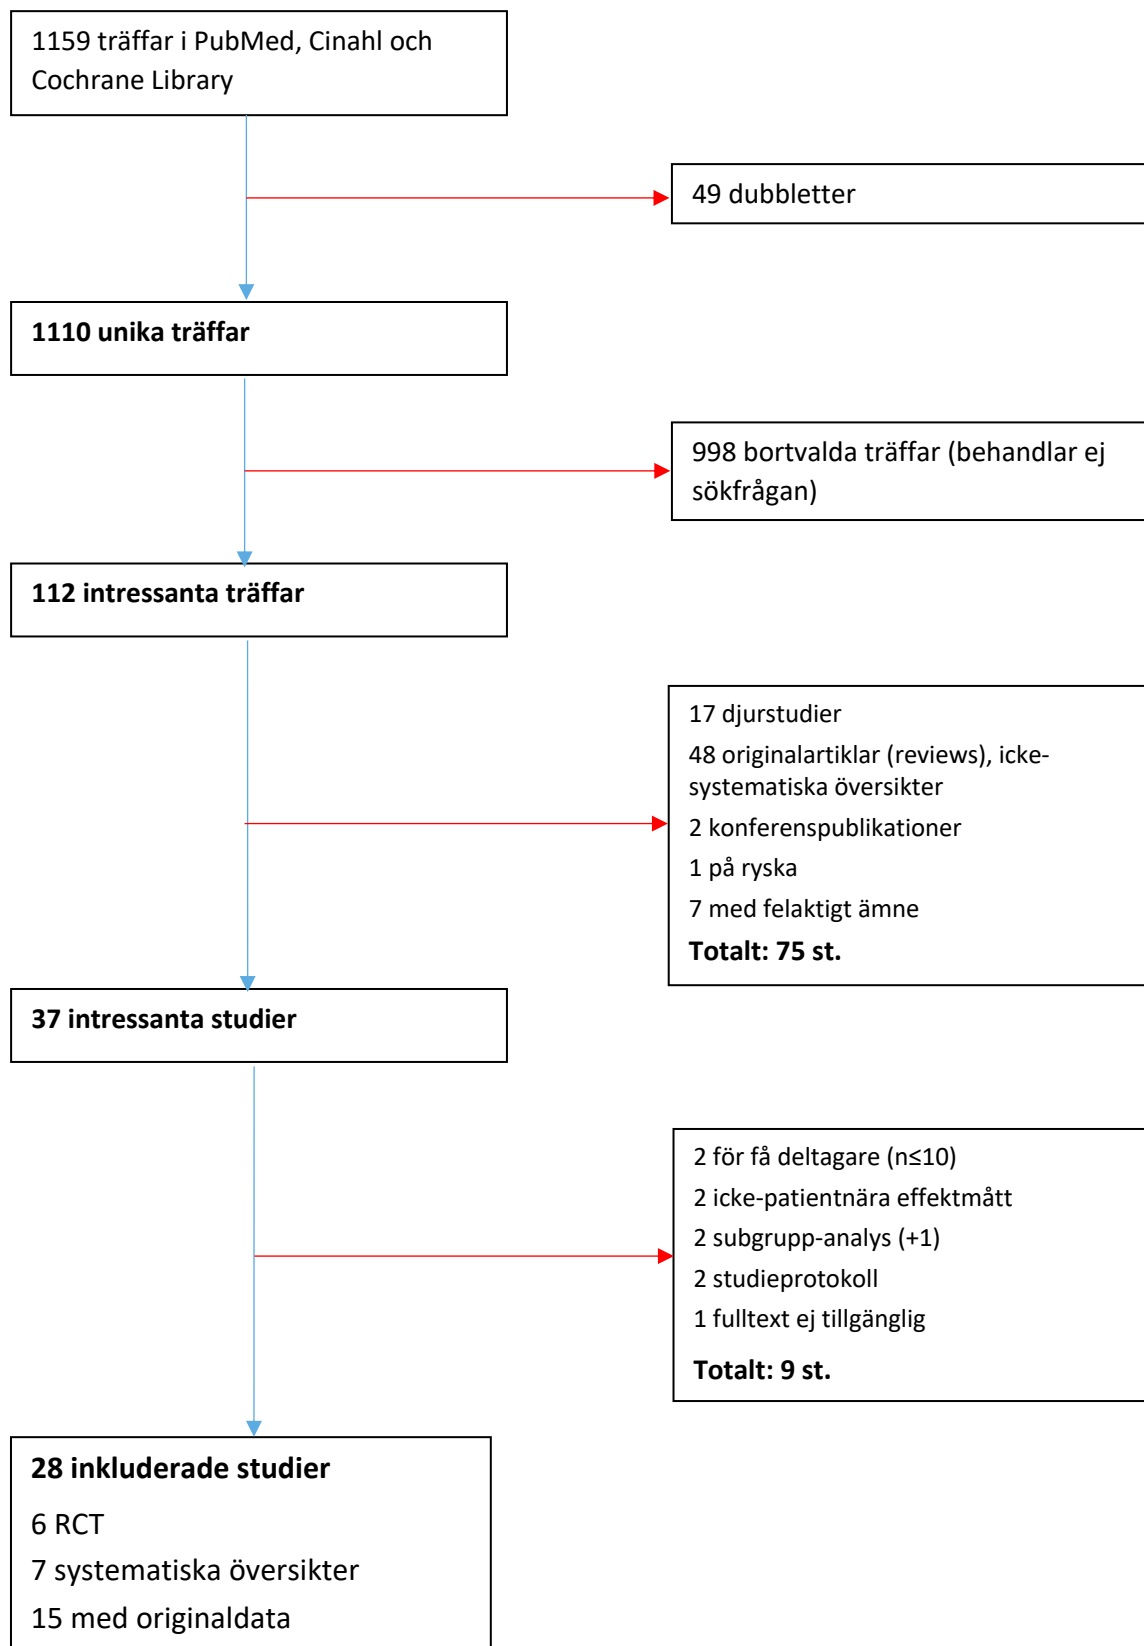 1159 träffar i PubMed, Cinahl och
Cochrane Library
49 dubbletter
1110 unika träffar
998 bortvalda träffar (behandlar ej
sökfrågan)
112 intressanta träffar
17 djurstudier
48 originalartiklar (reviews), icke-
systematiska översikter
2 konferenspublikationer
1 på ryska
7 med felaktigt ämne
Totalt: 75 st.
37 intressanta studier
2 för få deltagare (n≤10)
2 icke-patientnära effektmått
2 subgrupp-analys (+1)
2 studieprotokoll
1 fulltext ej tillgänglig
Totalt: 9 st.
28 inkluderade studier
6 RCT
7 systematiska översikter
15 med originaldata